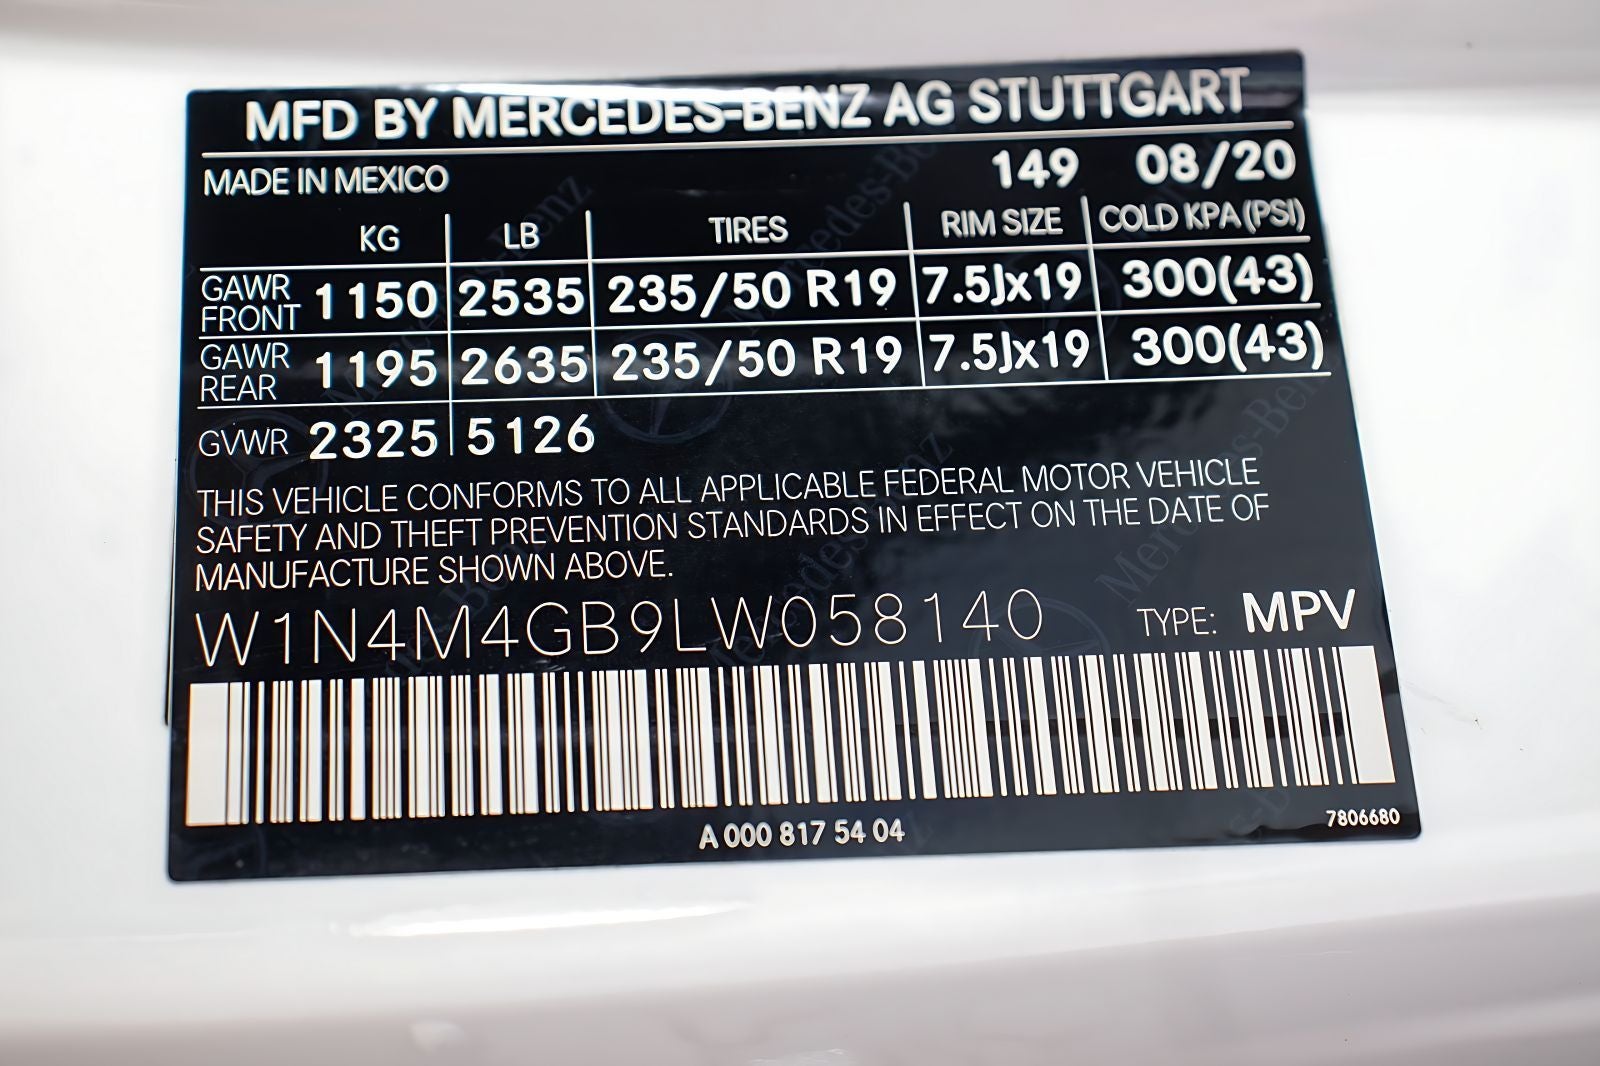 MFD BY MERCEDES-BENZ AG STUTTGART
MADE IN MEXICO 149 08/20
KG LB TIRES RIM SIZE COLD KPA (PSI)
GAWR FRONT 1150 2535 235/50 R19 7.5Jx19 300(43)
GAWR REAR 1195 2635 235/50 R19 7.5Jx19 300(43)
GVWR 2325 5126
THIS VEHICLE CONFORMS TO ALL APPLICABLE FEDERAL MOTOR VEHICLE
SAFETY AND THEFT PREVENTION STANDARDS IN EFFECT ON THE DATE OF
MANUFACTURE SHOWN ABOVE.
W1N4M4GB9LW058140 TYPE: MPV
A 000 817 54 04
7806680